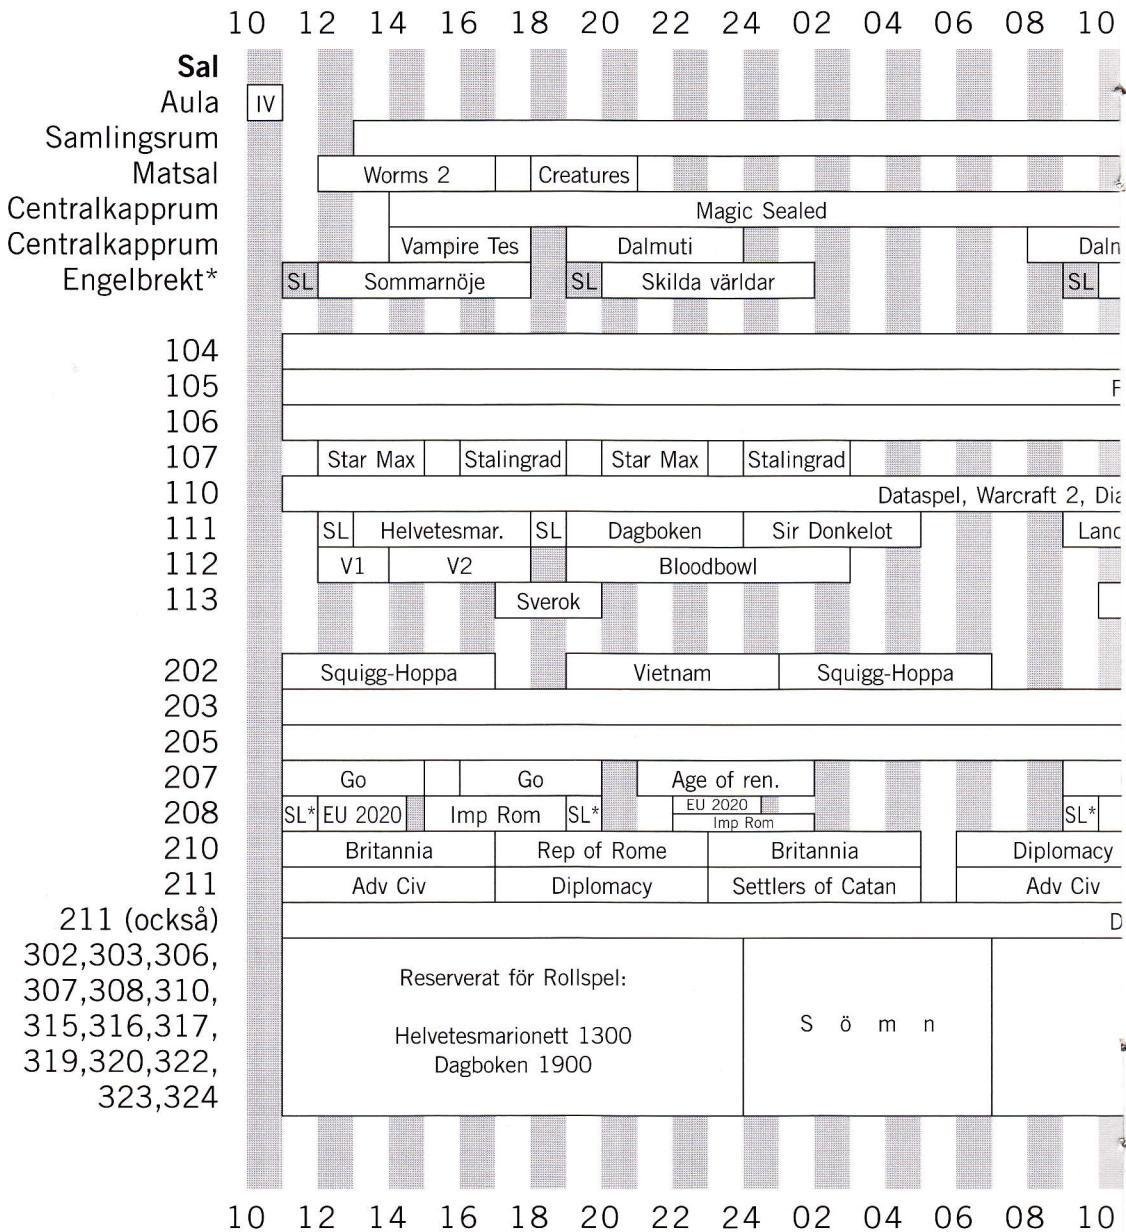 10 12 14 16 18 20 22 24 02 04 06 08 10
Sal
Aula IV
Samlingsrum
Matsal Worms 2 Creatures
Centralkapprum Magic Sealed
Centralkapprum Vampire Tes Dalmuti Daln
Engelbrekt* SL Sommarnöje SL Skilda världar SL
104
105 F
106
107 Star Max Stalingrad Star Max Stalingrad
110 Dataspel, Warcraft 2, Dia
111 SL Helvetesmar. SL Dagboken Sir Donkelot Land
112 V1 V2 Bloodbowl
113 Sverok
202 Squigg-Hoppa Vietnam Squigg-Hoppa
203
205
207 Go Go Age of ren.
208 SL* EU 2020 Imp Rom SL* EU 2020 SL*
Imp Rom
210 Britannia Rep of Rome Britannia Diplomacy
211 Adv Civ Diplomacy Settlers of Catan Adv Civ
211 (också) D
302,303,306,
307,308,310,
315,316,317,
319,320,322,
323,324
Reserverat för Rollspel:
Helvetesmarionett 1300
Dagboken 1900
S ö m n
10 12 14 16 18 20 22 24 02 04 06 08 10